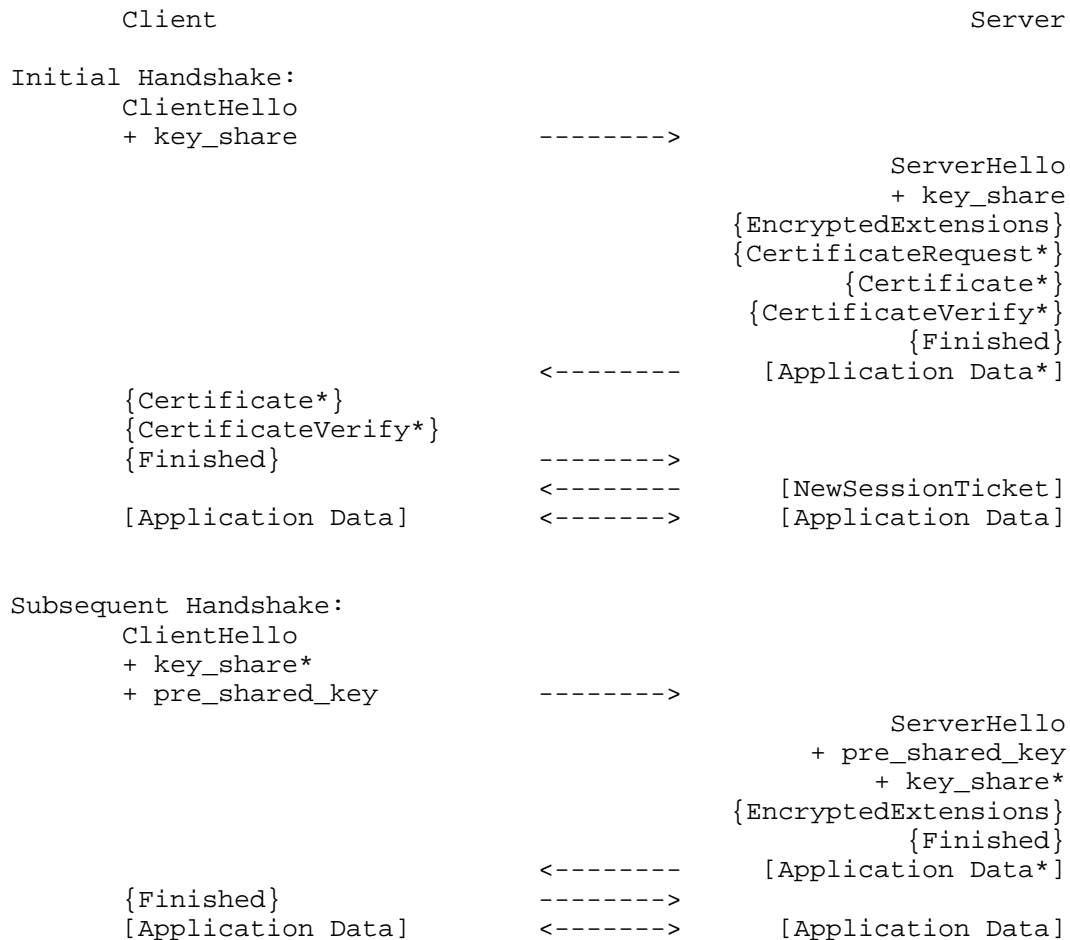 Client                                               Server
Initial Handshake:
ClientHello
+ key_share               -------->
ServerHello
+ key_share
{EncryptedExtensions}
{CertificateRequest*}
{Certificate*}
{CertificateVerify*}
{Finished}
<--------     [Application Data*]
{Certificate*}
{CertificateVerify*}
{Finished}                -------->
<--------      [NewSessionTicket]
[Application Data]        <------->      [Application Data]
Subsequent Handshake:
ClientHello
+ key_share*
+ pre_shared_key          -------->
ServerHello
+ pre_shared_key
+ key_share*
{EncryptedExtensions}
{Finished}
<--------     [Application Data*]
{Finished}                -------->
[Application Data]        <------->      [Application Data]